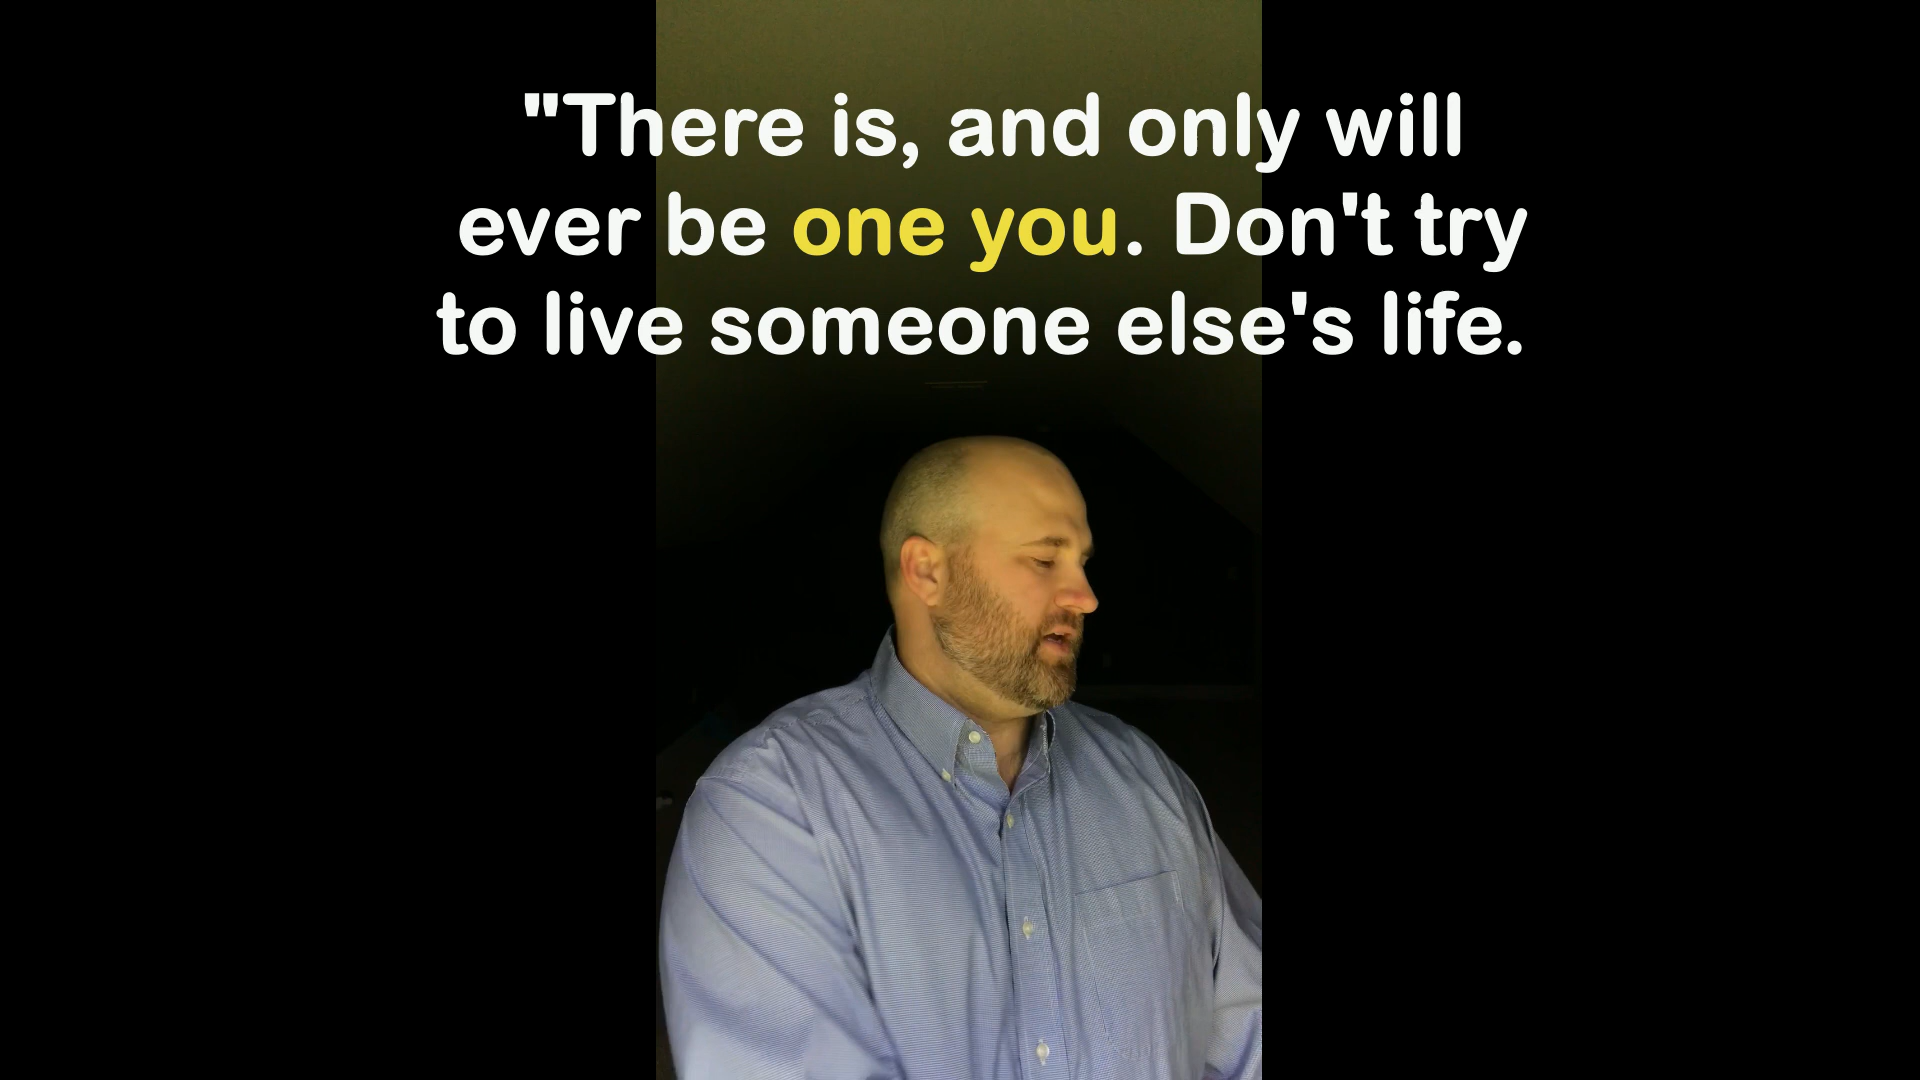 "There is, and only will
ever be one you. Don't try
to live someone else's life.